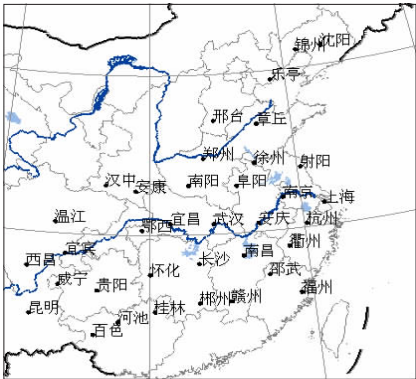 沈阳
锦州
乐亭
邢台
章丘
郑州
徐州
射阳
汉中
安康
南阳
阜阳
南京
上海
温江
鄂西
宜昌
武汉
安庆
杭州
宜宾
衢州
西昌
怀化
长沙
南昌
邵武
威宁
贵阳
郴州
赣州
福州
昆明
河池
桂林
百色